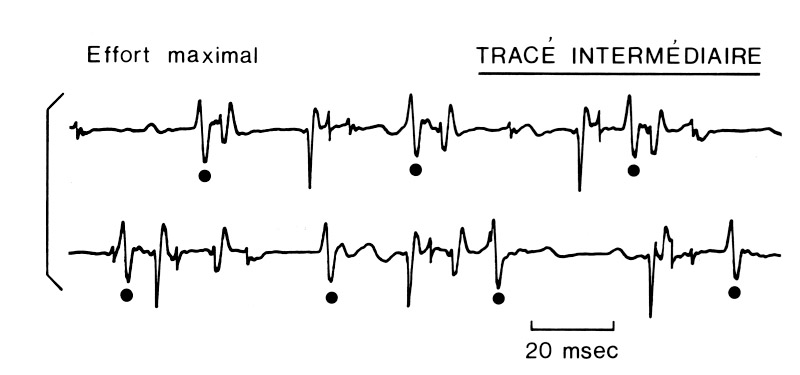 Effort maximal
TRACÉ INTERMÉDIAIRE
20 msec